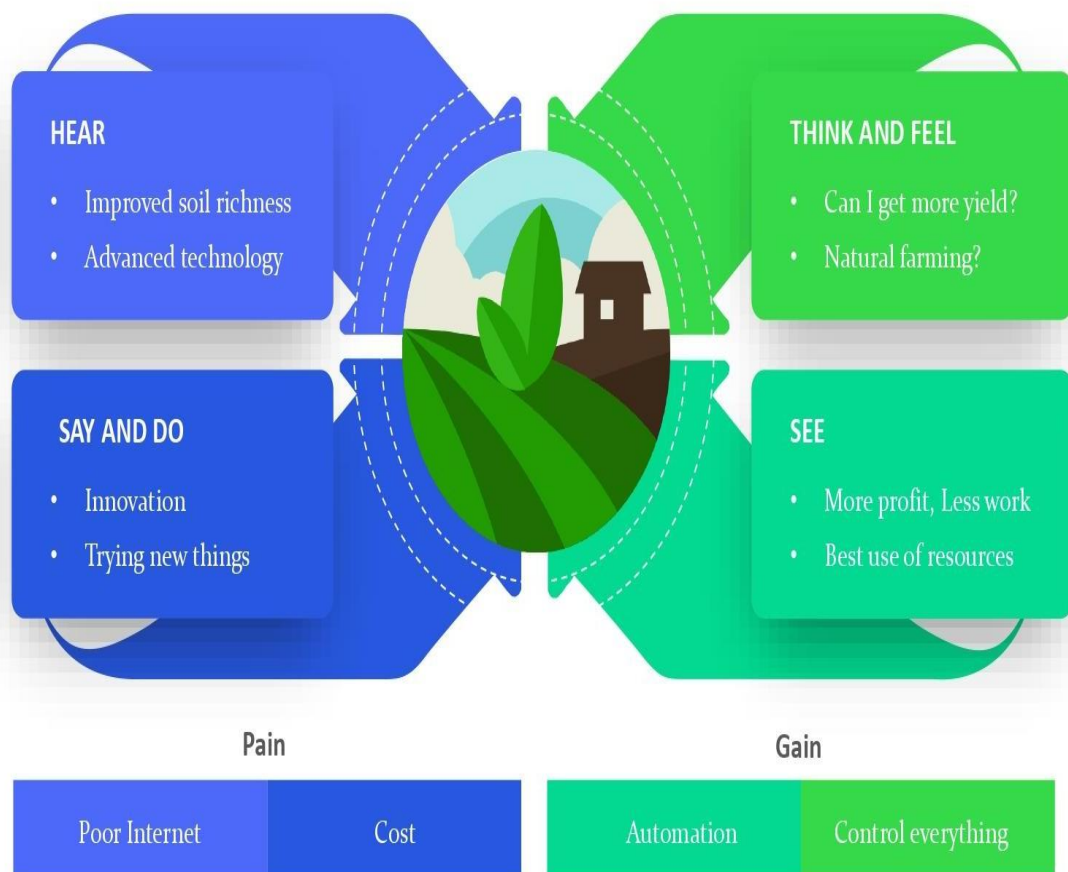 HEAR
• Improved soil richness
• Advanced technology
THINK AND FEEL
• Can I get more yield?
• Natural farming?
SAY AND DO
• Innovation
• Trying new things
SEE
• More profit, Less work
• Best use of resources
Pain
Gain
Poor Internet
Cost
Automation
Control everything